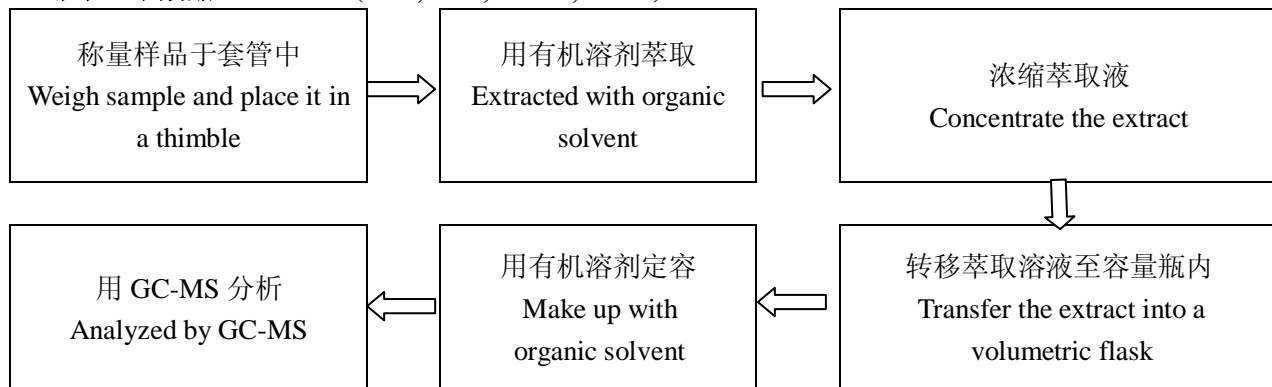 称量样品于套管中
Weigh sample and place it in
a thimble
用有机溶剂萃取
Extracted with organic
solvent
浓缩萃取液
Concentrate the extract
转移萃取溶液至容量瓶内
Transfer the extract into a
volumetric flask
用有机溶剂定容
Make up with
organic solvent
用 GC-MS 分析
Analyzed by GC-MS